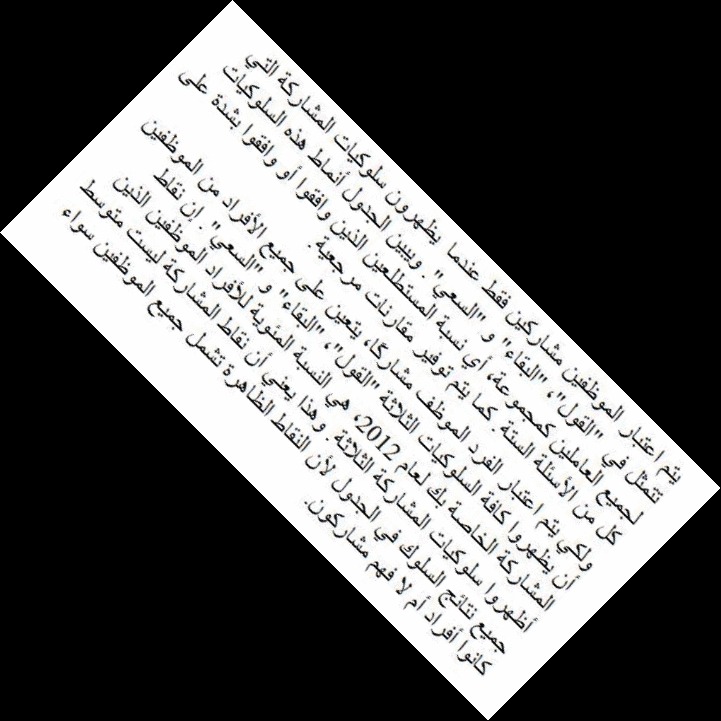 يتم اعتبار الموظفين مشاركين فقط عندما يظهرون سلوكيات المشاركة التي
تتمثل في "القول"، "البقاء" و "السعي". ويبين الجدول أنماط هذه السلوكيات
لجميع العاملين كمجموعة، أي نسبة المستطلعين الذين وافقوا أو وافقوا بشدة على
كل من الأسئلة الستة. كما يتم توفير مقارنات مرجعية.
ولكي يتم اعتبار الفرد الموظف مشاركًا، يتعين على جميع الأفراد من الموظفين
أن يظهروا كافة السلوكيات الثلاثة "القول"، "البقاء" و "السعي". إن نقاط
المشاركة الخاصة بك لعام 2012، هي النسبة المئوية للأفراد الموظفين الذين
أظهروا سلوكيات المشاركة الثلاثة. وهذا يعني أن نقاط المشاركة ليست متوسط
جميع نتائج السلوك في الجدول لأن النقاط الظاهرة تشمل جميع الموظفين سواء
كانوا أفراد أم لا فهم مشاركون.